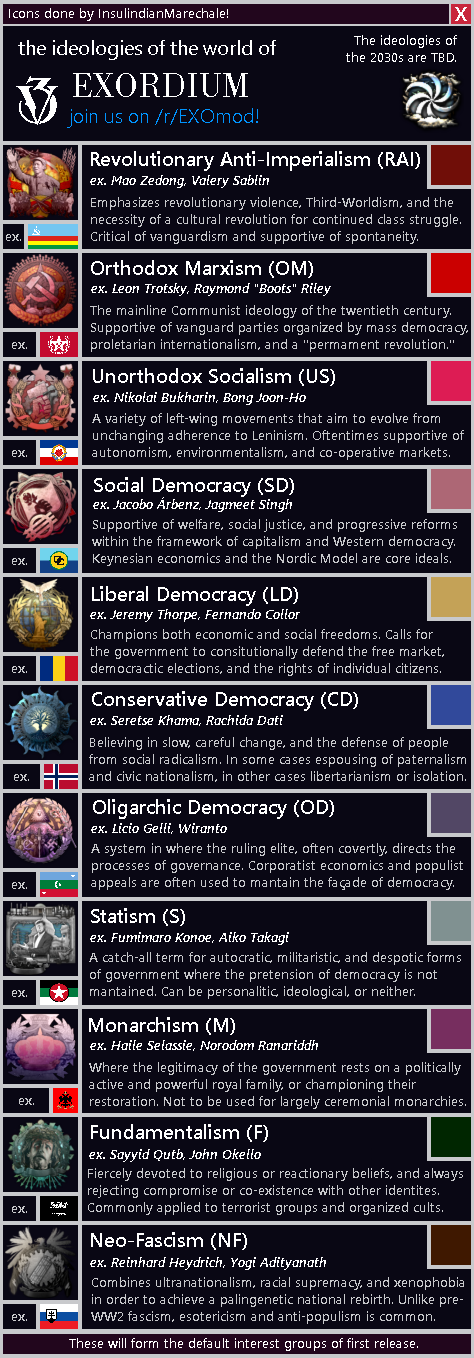 Icons done by InsulindianMarechale!
X
the ideologies of the world of
EXORDIUM
join us on /r/EXOmod!
The ideologies of
the 2030s are TBD.
Revolutionary Anti-Imperialism (RAI)
ex. Mao Zedong, Valery Sablin
Emphasizes revolutionary violence, Third-Worldism, and the
necessity of a cultural revolution for continued class struggle.
Critical of vanguardism and supportive of spontaneity.
ex.
Orthodox Marxism (OM)
ex. Leon Trotsky, Raymond "Boots" Riley
The mainline Communist ideology of the twentieth century.
Supportive of vanguard parties organized by mass democracy,
proletarian internationalism, and a "permament revolution."
ex.
Unorthodox Socialism (US)
ex. Nikolai Bukharin, Bong Joon-Ho
A variety of left-wing movements that aim to evolve from
unchanging adherence to Leninism. Oftentimes supportive of
autonomism, environmentalism, and co-operative markets.
ex.
Social Democracy (SD)
ex. Jacobo Árbenz, Jagmeet Singh
Supportive of welfare, social justice, and progressive reforms
within the framework of capitalism and Western democracy.
Keynesian economics and the Nordic Model are core ideals.
ex.
Liberal Democracy (LD)
ex. Jeremy Thorpe, Fernando Collor
Champions both economic and social freedoms. Calls for
the government to consitutionally defend the free market,
democractic elections, and the rights of individual citizens.
ex.
Conservative Democracy (CD)
ex. Seretse Khama, Rachida Dati
Believing in slow, careful change, and the defense of people
from social radicalism. In some cases espousing of paternalism
and civic nationalism, in other cases libertarianism or isolation.
ex.
Oligarchic Democracy (OD)
ex. Licio Gelli, Wiranto
A system in where the ruling elite, often covertly, directs the
processes of governance. Corporatist economics and populist
appeals are often used to mantain the façade of democracy.
ex.
Statism (S)
ex. Fumimaro Konoe, Aiko Takagi
A catch-all term for autocratic, militaristic, and despotic forms
of government where the pretension of democracy is not
mantained. Can be personalitic, ideological, or neither.
ex.
Monarchism (M)
ex. Haile Selassie, Norodom Ranariddh
Where the legitimacy of the government rests on a politically
active and powerful royal family, or championing their
restoration. Not to be used for largely ceremonial monarchies.
ex.
Fundamentalism (F)
ex. Sayyid Qutb, John Okello
Fiercely devoted to religious or reactionary beliefs, and always
rejecting compromise or co-existence with other identities.
Commonly applied to terrorist groups and organized cults.
ex.
Neo-Fascism (NF)
ex. Reinhard Heydrich, Yogi Adityanath
Combines ultranationalism, racial supremacy, and xenophobia
in order to achieve a palingenetic national rebirth. Unlike pre-
WW2 fascism, esotericism and anti-populism is common.
ex.
These will form the default interest groups of first release.